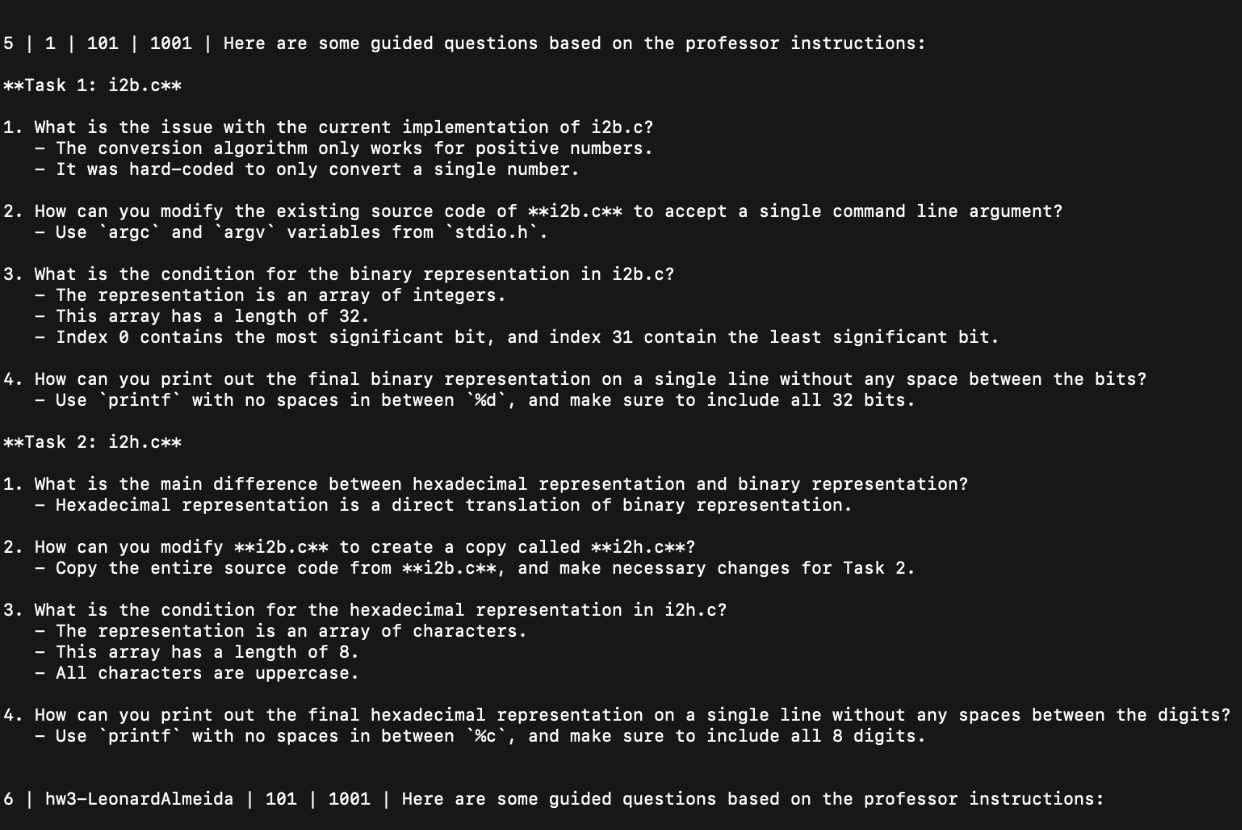 5 | 1 | 101 | 1001 | Here are some guided questions based on the professor instructions:
**Task 1: i2b.c**
1. What is the issue with the current implementation of i2b.c?
– The conversion algorithm only works for positive numbers.
– It was hard–coded to only convert a single number.
2. How can you modify the existing source code of **i2b.c** to accept a single command line argument?
– Use `argc` and `argv` variables from `stdio.h`.
3. What is the condition for the binary representation in i2b.c?
– The representation is an array of integers.
– This array has a length of 32.
– Index 0 contains the most significant bit, and index 31 contain the least significant bit.
4. How can you print out the final binary representation on a single line without any space between the bits?
– Use `printf` with no spaces in between `%d`, and make sure to include all 32 bits.
**Task 2: i2h.c**
1. What is the main difference between hexadecimal representation and binary representation?
– Hexadecimal representation is a direct translation of binary representation.
2. How can you modify **i2b.c** to create a copy called **i2h.c**?
– Copy the entire source code from **i2b.c**, and make necessary changes for Task 2.
3. What is the condition for the hexadecimal representation in i2h.c?
– The representation is an array of characters.
– This array has a length of 8.
– All characters are uppercase.
4. How can you print out the final hexadecimal representation on a single line without any spaces between the digits?
– Use `printf` with no spaces in between `%c`, and make sure to include all 8 digits.
6 | hw3–LeonardAlmeida | 101 | 1001 | Here are some guided questions based on the professor instructions: